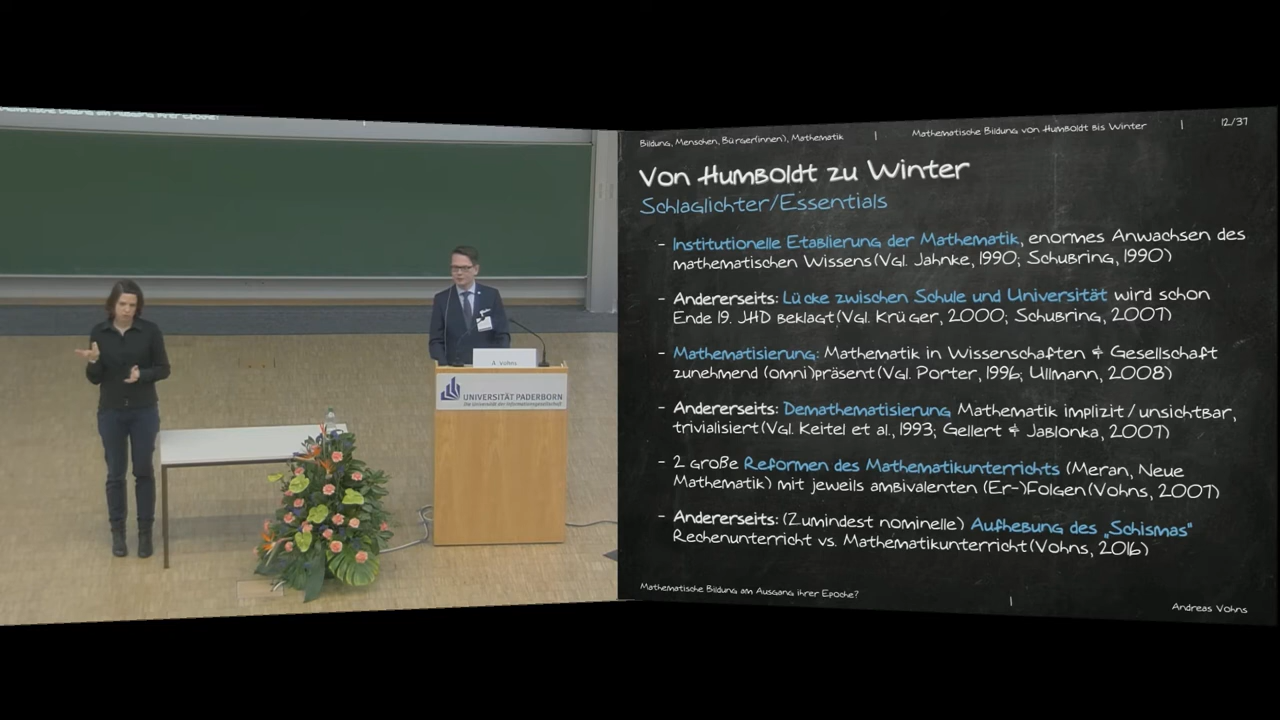 A. Vohns
UNIVERSITÄT PADERBORN
Die Universität der Informationsgesellschaft
Bildung, Menschen, Bürger(innen), Mathematik | Mathematische Bildung von Humboldt bis Winter | 12/37
Von Humboldt zu Winter
Schlaglichter/Essentials
- Institutionelle Etablierung der Mathematik, enormes Anwachsen des
mathematischen Wissens(Vgl. Jahnke, 1990; Schubring, 1990)
- Andererseits: Lücke zwischen Schule und Universität wird schon
Ende 19. JHD beklagt(Vgl. Krüger, 2000; Schubring, 2007)
- Mathematisierung: Mathematik in Wissenschaften & Gesellschaft
zunehmend (omni)präsent(Vgl. Porter, 1996; Ullmann, 2008)
- Andererseits: Demathematisierung Mathematik implizit/unsichtbar,
trivialisiert(Vgl. Keitel et al., 1993; Gellert & Jablonka, 2007)
- 2 große Reformen des Mathematikunterrichts (Meran, Neue
Mathematik) mit jeweils ambivalenten (Er-)Folgen(Vohns, 2007)
- Andererseits: (Zumindest nominelle) Aufhebung des „Schismas"
Rechenunterricht vs. Mathematikunterricht(Vohns, 2016)
Mathematische Bildung am Ausgang ihrer Epoche? | Andreas Vohns